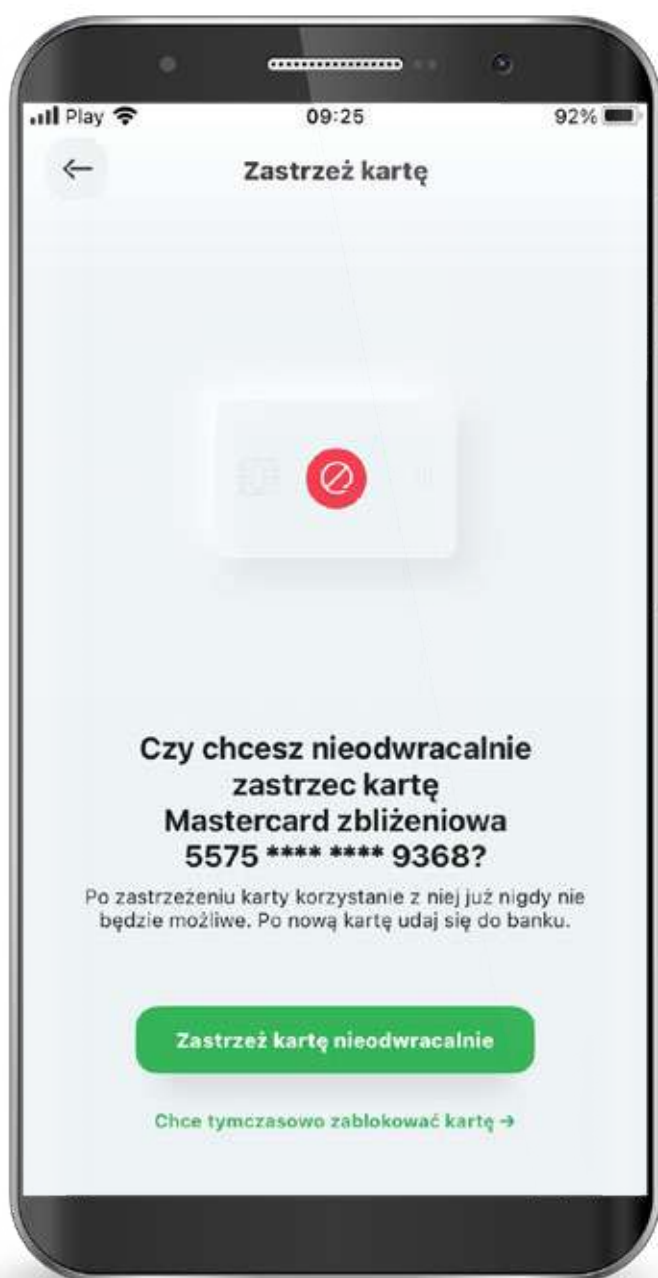 Play 09:25 92%
← Zastrzeż kartę
Czy chcesz nieodwracalnie
zastrzec kartę
Mastercard zbliżeniowa
5575 **** **** 9368?
Po zastrzeżeniu karty korzystanie z niej już nigdy nie
będzie możliwe. Po nową kartę udaj się do banku.
Zastrzeż kartę nieodwracalnie
Chce tymczasowo zablokować kartę →